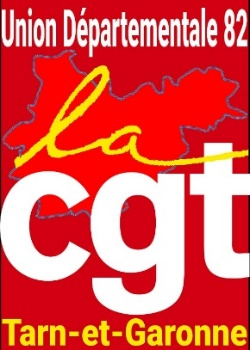 Union Départementale 82
la
cgt
Tarn-et-Garonne